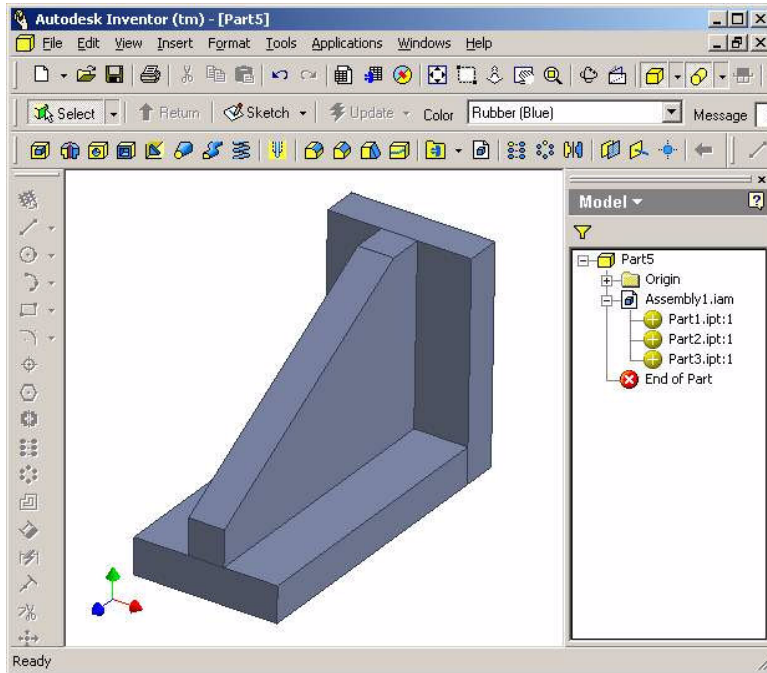 Autodesk Inventor (tm) - [Part5]
File Edit View Insert Format Tools Applications Windows Help
Select Return Sketch Update Color Rubber (Blue) Message
Model
Part5
Origin
Assembly1.iam
Part1.ipt:1
Part2.ipt:1
Part3.ipt:1
End of Part
Ready